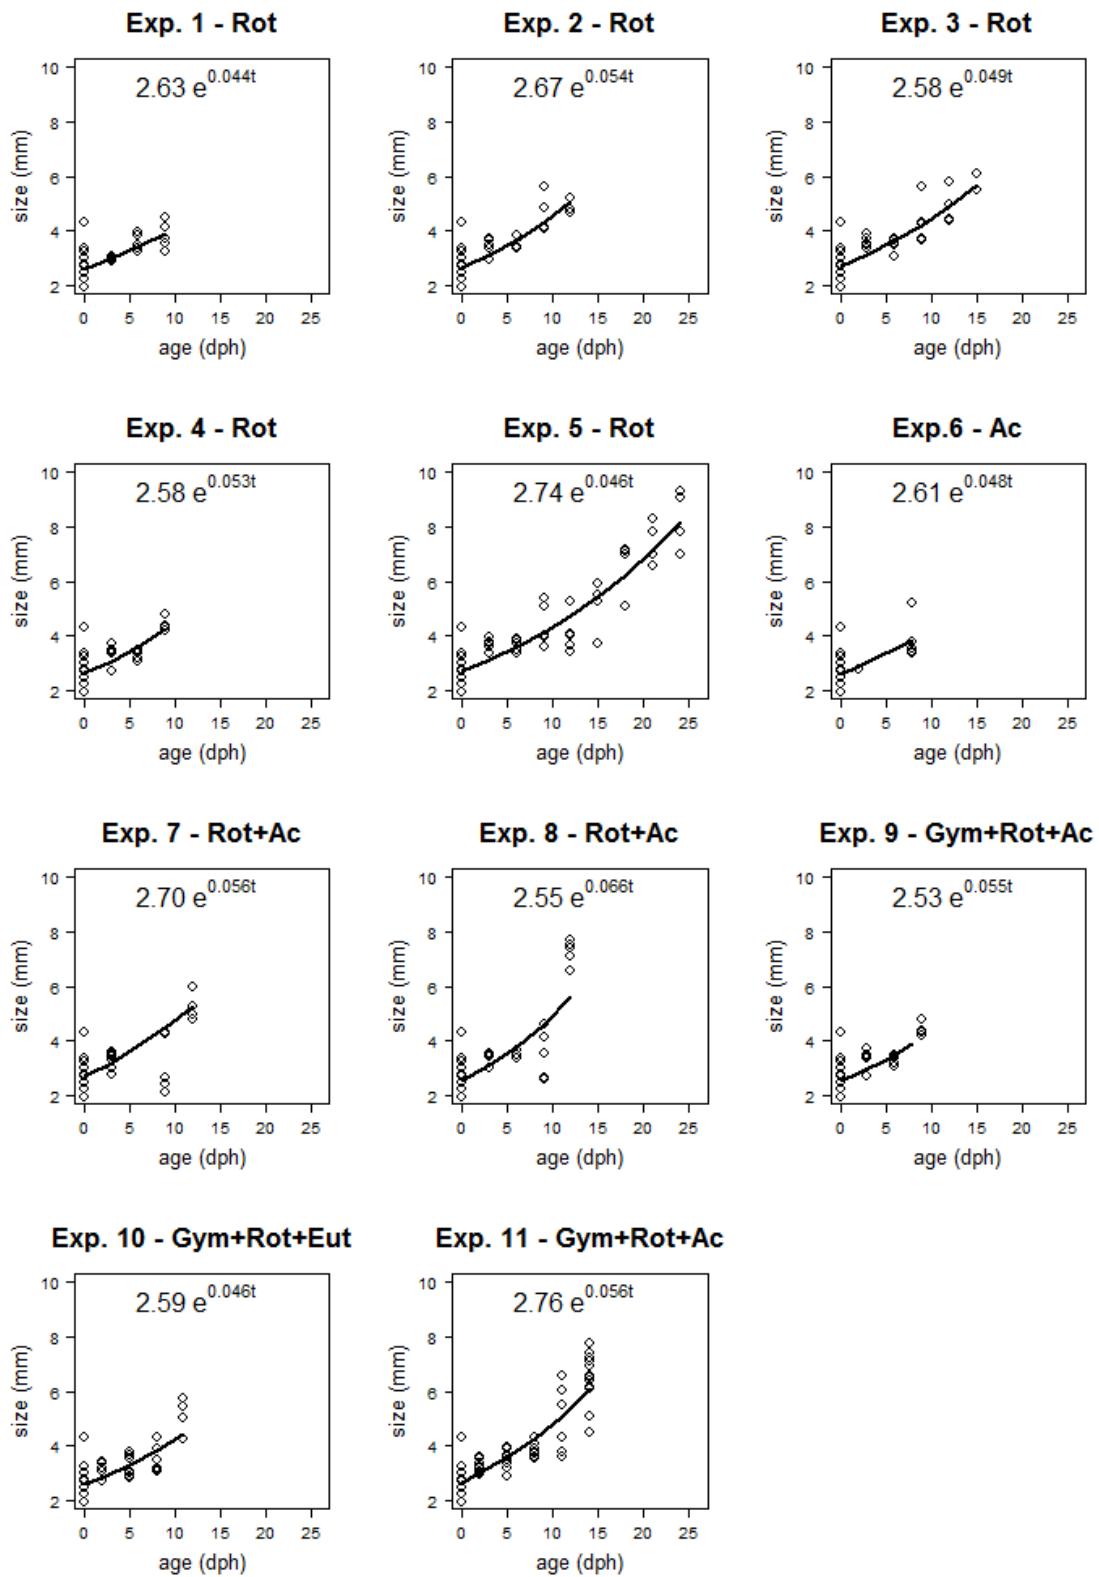 Exp. 1 - Rot
Exp. 2 - Rot
Exp. 3 - Rot
2.63 e^0.044t
2.67 e^0.054t
2.58 e^0.049t
size (mm)
10
8
6
4
2
0 5 10 15 20 25
age (dph)
size (mm)
10
8
6
4
2
0 5 10 15 20 25
age (dph)
size (mm)
10
8
6
4
2
0 5 10 15 20 25
age (dph)
Exp. 4 - Rot
Exp. 5 - Rot
Exp.6 - Ac
2.58 e^0.053t
2.74 e^0.046t
2.61 e^0.048t
size (mm)
10
8
6
4
2
0 5 10 15 20 25
age (dph)
size (mm)
10
8
6
4
2
0 5 10 15 20 25
age (dph)
size (mm)
10
8
6
4
2
0 5 10 15 20 25
age (dph)
Exp. 7 - Rot+Ac
Exp. 8 - Rot+Ac
Exp. 9 - Gym+Rot+Ac
2.70 e^0.056t
2.55 e^0.066t
2.53 e^0.055t
size (mm)
10
8
6
4
2
0 5 10 15 20 25
age (dph)
size (mm)
10
8
6
4
2
0 5 10 15 20 25
age (dph)
size (mm)
10
8
6
4
2
0 5 10 15 20 25
age (dph)
Exp. 10 - Gym+Rot+Eut
Exp. 11 - Gym+Rot+Ac
2.59 e^0.046t
2.76 e^0.056t
size (mm)
10
8
6
4
2
0 5 10 15 20 25
age (dph)
size (mm)
10
8
6
4
2
0 5 10 15 20 25
age (dph)